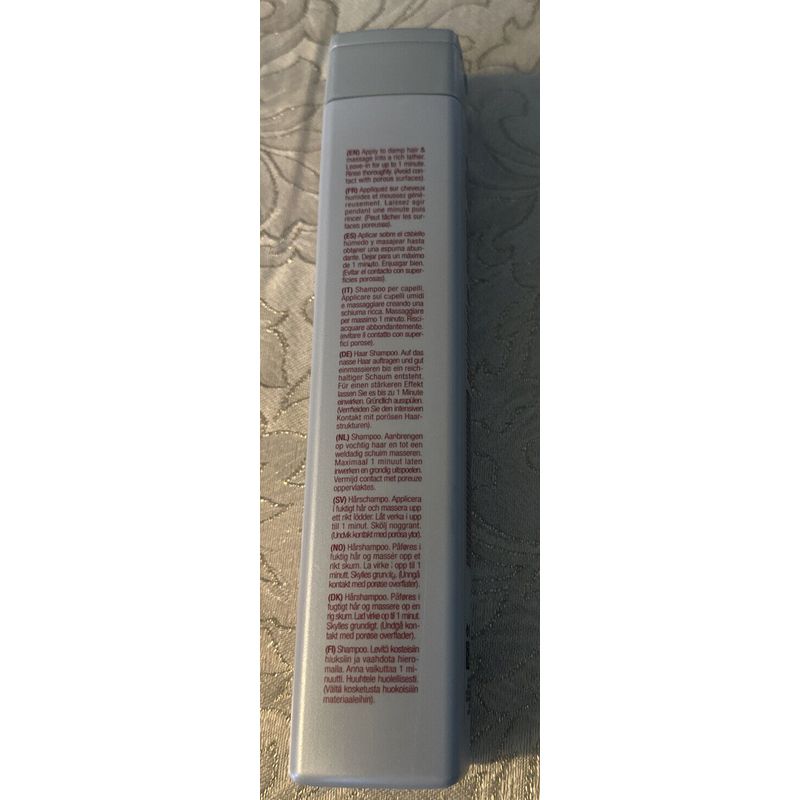 (EN) Apply to damp hair &
massage into a rich lather.
Leave-in for up to 1 minute.
Rinse thoroughly. (Avoid con-
tact with porous surfaces).
(FR) Appliquez sur cheveux
humides et moussez géné-
reusement. Laissez agir
pendant une minute puis
rincer. (Peut tâcher les sur-
faces poreuses).
(ES) Aplicar sobre el cabello
húmedo y masajear hasta
obtener una espuma abun-
dante. Dejar para un máximo
de 1 minuto. Enjuagar bien.
(Evitar el contacto con super-
ficies porosas).
(IT) Shampoo per capelli.
Applicare sui capelli umidi
e massaggiare creando una
schiuma ricca. Massaggiare
per massimo 1 minuto. Risci-
acquare abbondantemente.
(evitare il contatto con super-
fici porose).
(DE) Haar Shampoo. Auf das
nasse Haar auftragen und gut
einmassieren bis ein reich-
haltiger Schaum entsteht.
Für einen stärkeren Effekt
lassen Sie es bis zu 1 Minute
einwirken. Gründlich ausspülen.
(Vermeiden Sie den intensiven
Kontakt mit porösen Haar-
strukturen).
(NL) Shampoo. Aanbrengen
op vochtig haar en tot een
weldadig schuim masseren.
Maximaal 1 minuut laten
inwerken en grondig uitspoelen.
Vermijd contact met poreuze
oppervlaktes.
(SV) Hårschampo. Applicera
i fuktigt hår och massera upp
ett rikt lödder. Låt verka i upp
till 1 minut. Skölj noggrant.
(Undvik kontakt med porösa ytor).
(NO) Hårshampoo. Påføres i
fuktig hår og massér opp et
rikt skum. La virke i opp til 1
minutt. Skylles grundig. (Unngå
kontakt med porøse overflater).
(DK) Hårshampoo. Påføres i
fugtigt hår og massere op en
rig skum. Lad virke op til 1 minut.
Skylles grundigt. (Undgå kon-
takt med porøse overflader).
(FI) Shampoo. Levitä kosteisiin
hiuksiin ja vaahdota hiero-
malla. Anna vaikuttaa 1 mi-
nuutti. Huuhtele huolellisesti.
(Vältä kosketusta huokoisiin
materiaaleihin).